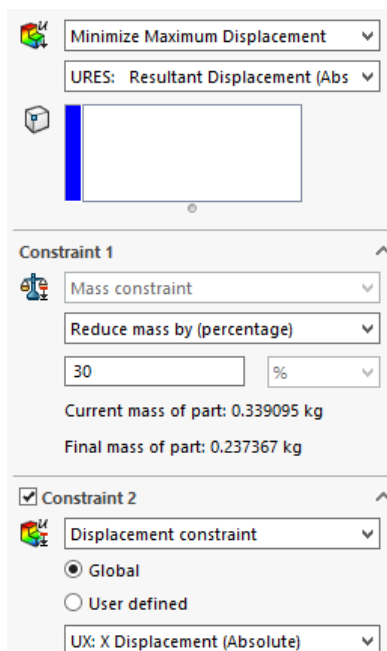 Minimize Maximum Displacement
URES: Resultant Displacement (Abs
Constraint 1
Mass constraint
Reduce mass by (percentage)
30 %
Current mass of part: 0.339095 kg
Final mass of part: 0.237367 kg
Constraint 2
Displacement constraint
Global
User defined
UX: X Displacement (Absolute)